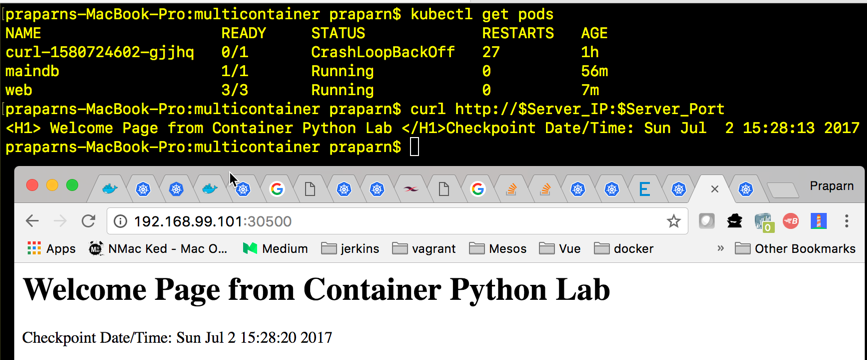 praparns-MacBook-Pro:multicontainer praparn$ kubectl get pods
NAME READY STATUS RESTARTS AGE
curl-1580724602-gjjhq 0/1 CrashLoopBackOff 27 1h
maindb 1/1 Running 0 56m
web 3/3 Running 0 7m
praparns-MacBook-Pro:multicontainer praparn$ curl http://$Server_IP:$Server_Port
<H1> Welcome Page from Container Python Lab </H1>Checkpoint Date/Time: Sun Jul  2 15:28:13 2017
praparns-MacBook-Pro:multicontainer praparn$
Praparn
192.168.99.101:30500
Apps NMac Ked - Mac O... Medium jerkins vagrant Mesos Vue docker » Other Bookmarks
Welcome Page from Container Python Lab
Checkpoint Date/Time: Sun Jul 2 15:28:20 2017